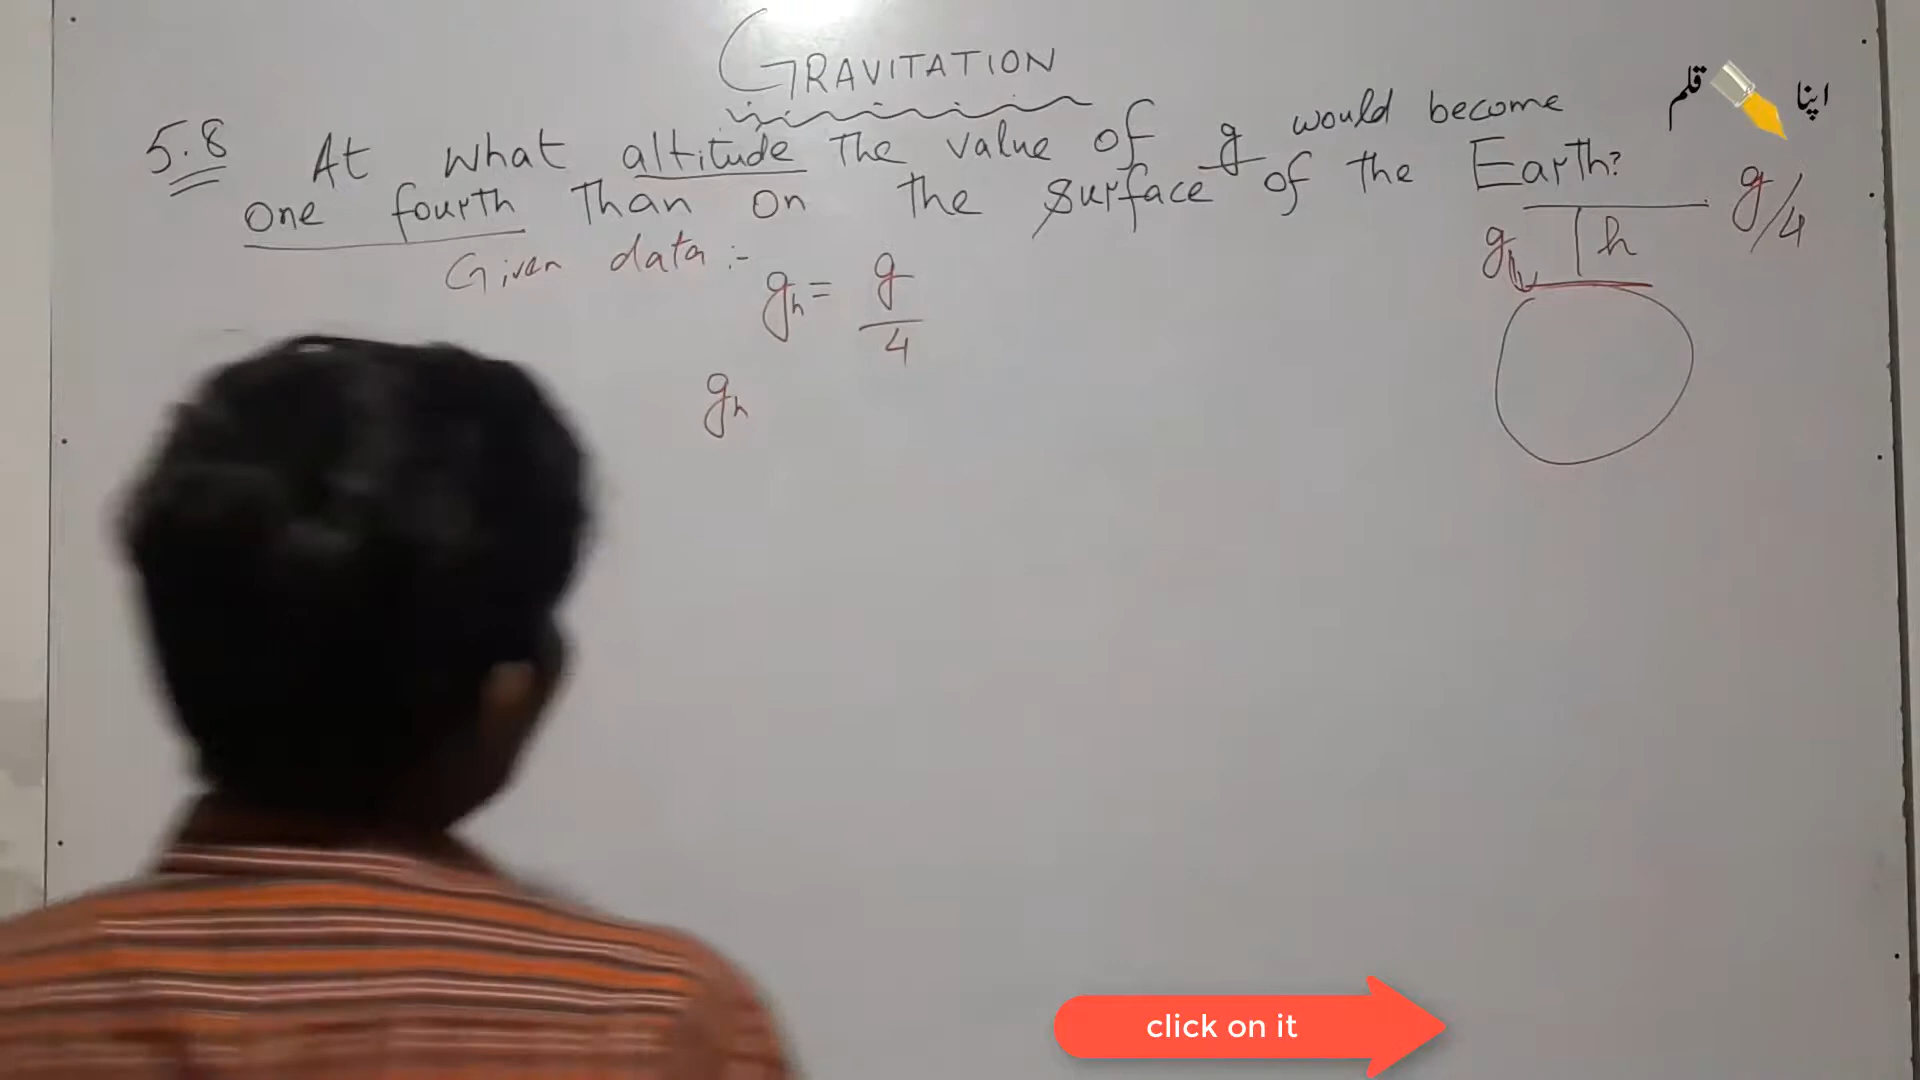 GRAVITATION
5.8 At what altitude the value of g would become
one fourth than on the surface of the Earth?
اپنا قلم
Given data :-
gh = g/4
gh
gh h g/4
click on it